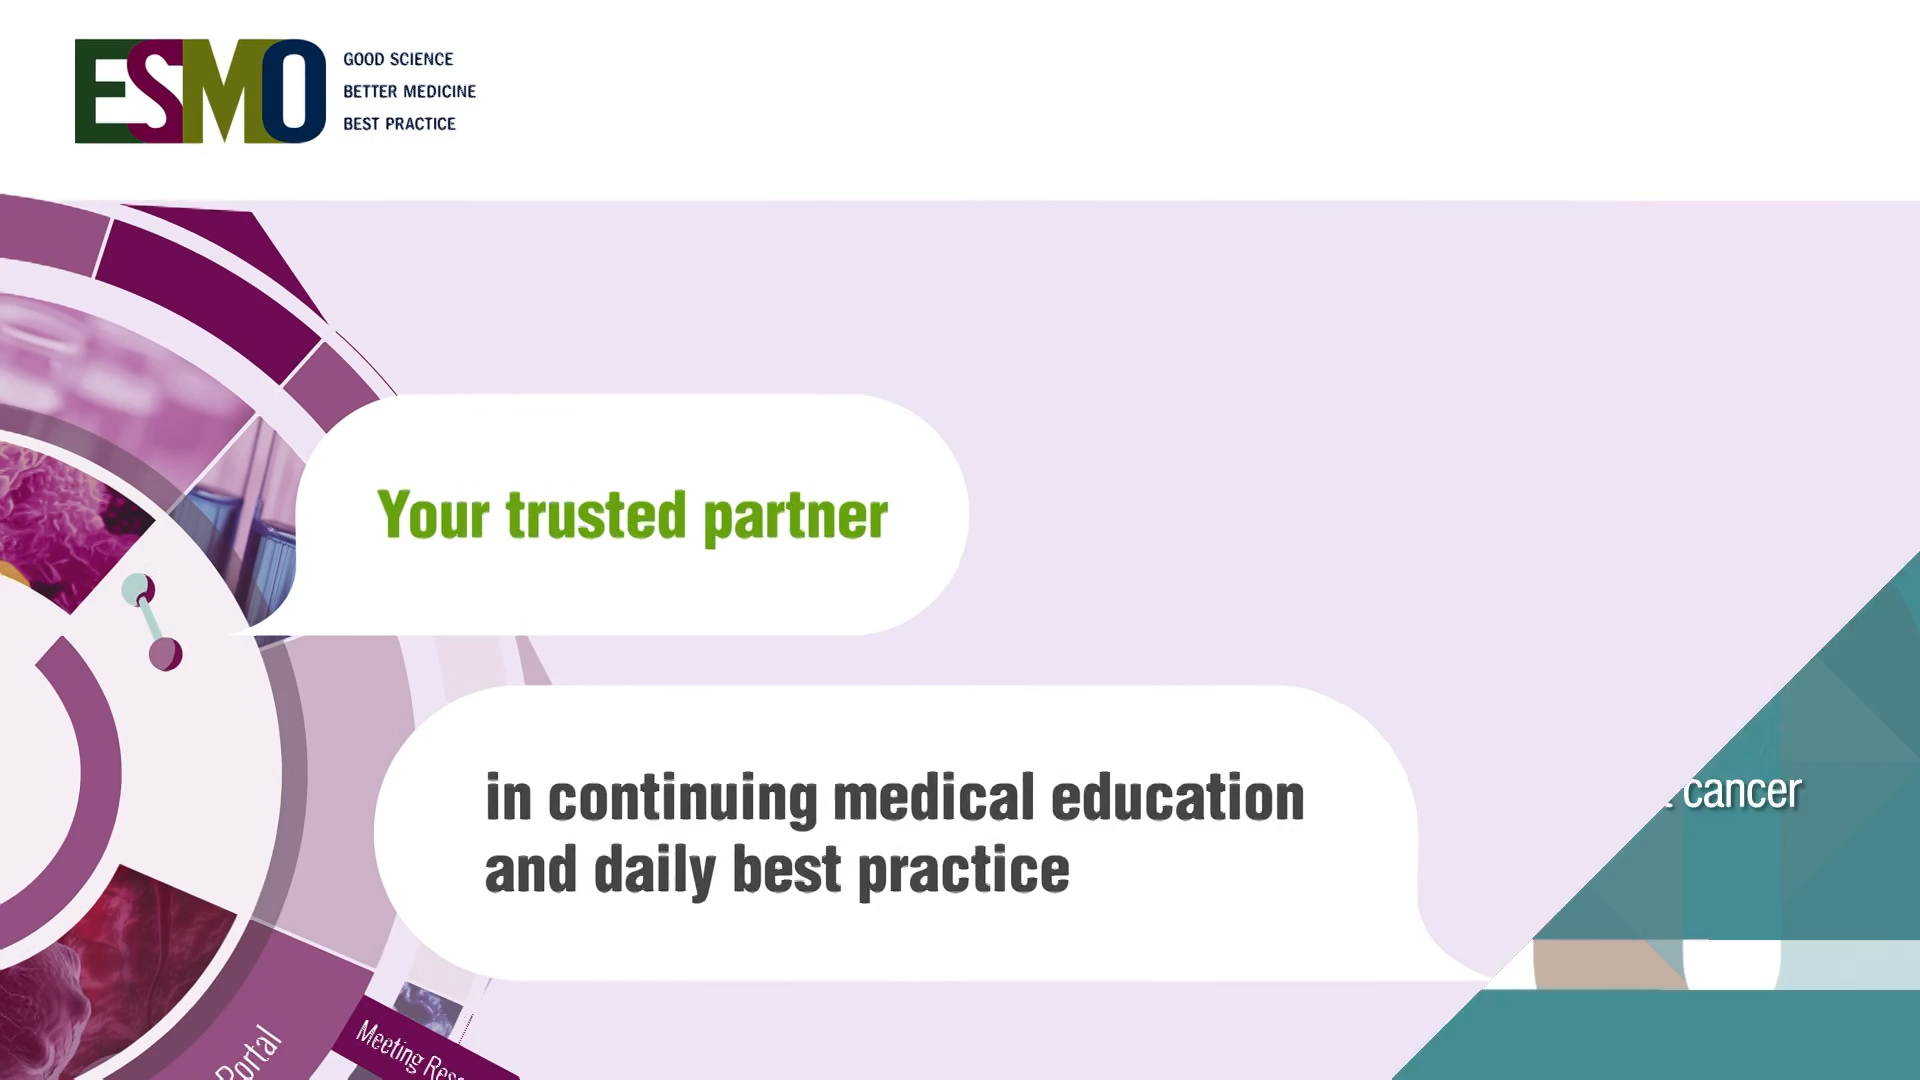 ESMO
GOOD SCIENCE
BETTER MEDICINE
BEST PRACTICE
Your trusted partner
in continuing medical education
and daily best practice
cancer
Portal
Meeting